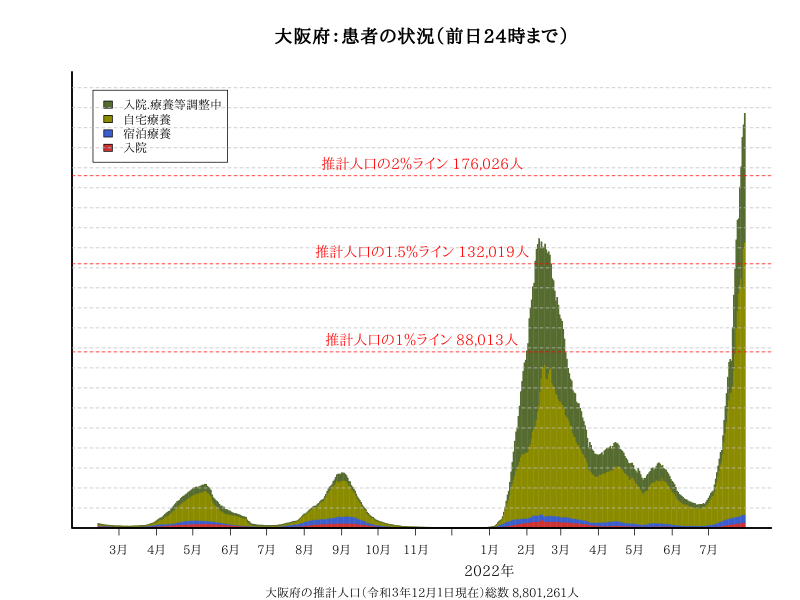 大阪府：患者の状況（前日24時まで）
入院.療養等調整中
自宅療養
宿泊療養
入院
推計人口の2%ライン 176,026人
推計人口の1.5%ライン 132,019人
推計人口の1%ライン 88,013人
3月 4月 5月 6月 7月 8月 9月 10月 11月 1月 2月 3月 4月 5月 6月 7月
2022年
大阪府の推計人口（令和3年12月1日現在）総数 8,801,261人